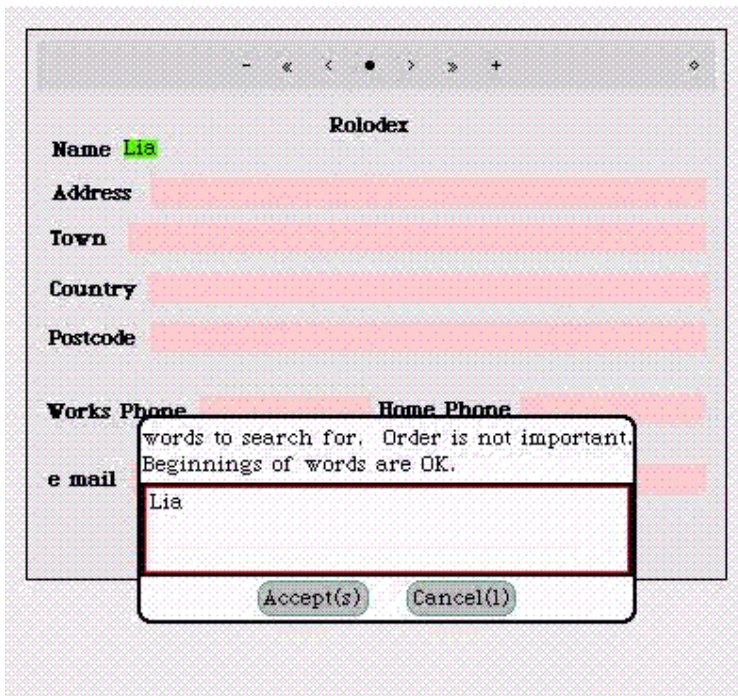 - « < • > » + ⋄
Rolodex
Name Lia
Address
Town
Country
Postcode
Works Phone Home Phone
words to search for. Order is not important.
Beginnings of words are OK.
e mail
Lia
Accept(s) Cancel(l)